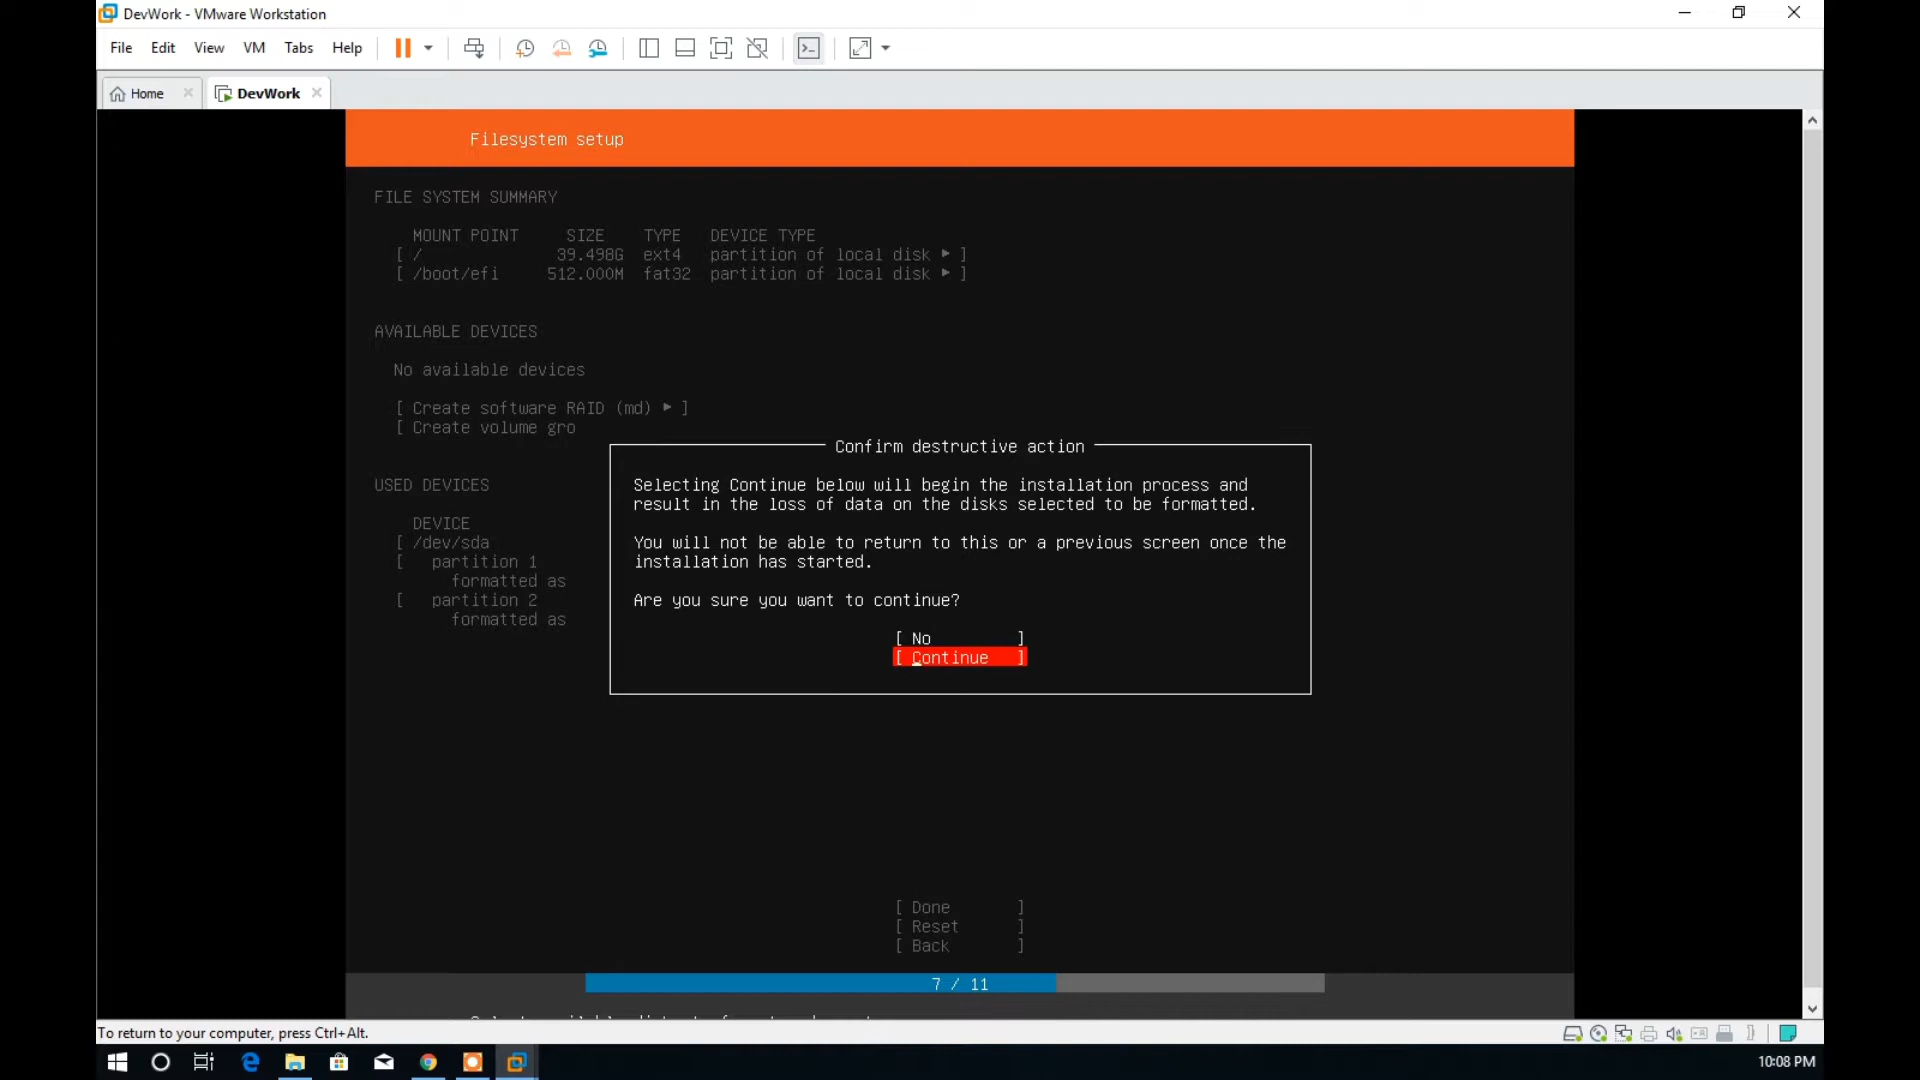 DevWork - VMware Workstation
File Edit View VM Tabs Help
Home
DevWork
Filesystem setup
FILE SYSTEM SUMMARY
MOUNT POINT SIZE TYPE DEVICE TYPE
[ / 39.498G ext4 partition of local disk ▸ ]
[ /boot/efi 512.000M fat32 partition of local disk ▸ ]
AVAILABLE DEVICES
No available devices
[ Create software RAID (md) ▸ ]
[ Create volume gro
USED DEVICES
DEVICE
[ /dev/sda
[ partition 1
formatted as
[ partition 2
formatted as
Confirm destructive action
Selecting Continue below will begin the installation process and
result in the loss of data on the disks selected to be formatted.
You will not be able to return to this or a previous screen once the
installation has started.
Are you sure you want to continue?
[ No ]
[ Continue ]
[ Done ]
[ Reset ]
[ Back ]
7 / 11
To return to your computer, press Ctrl+Alt.
10:08 PM